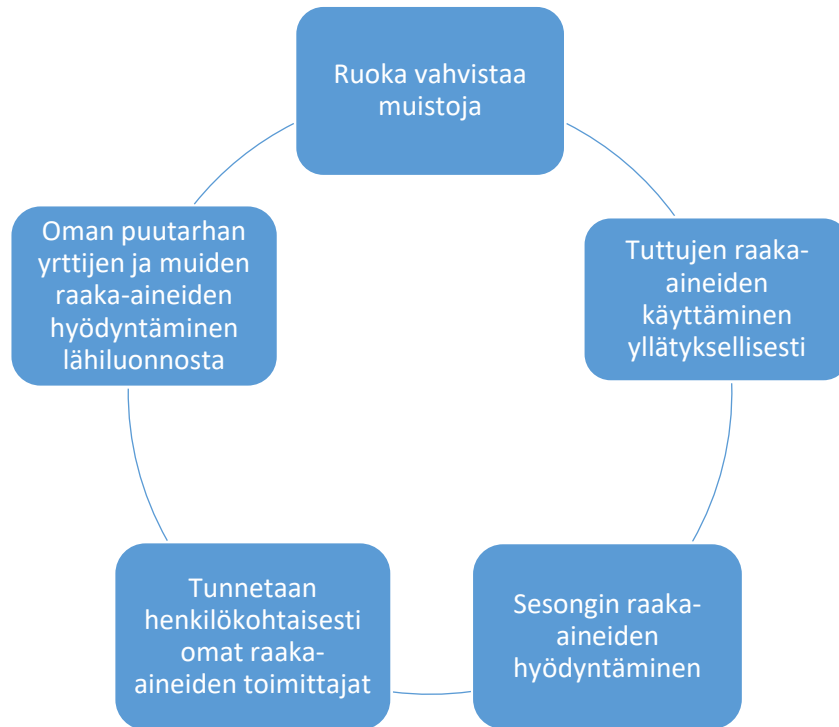 Ruoka vahvistaa
muistoja
Tuttujen raaka-
aineiden
käyttäminen
yllätyksellisesti
Sesongin raaka-
aineiden
hyödyntäminen
Tunnetaan
henkilökohtaisesti
omat raaka-
aineiden toimittajat
Oman puutarhan
yrttijen ja muiden
raaka-aineiden
hyödyntäminen
lähiluonnosta